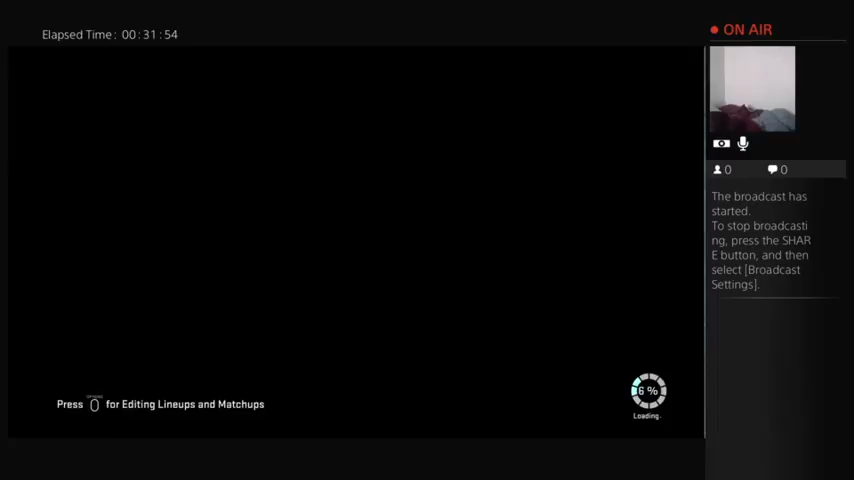 Elapsed Time: 00:31:54
ON AIR
0 0
The broadcast has
started.
To stop broadcasti
ng, press the SHAR
E button, and then
select [Broadcast
Settings].
6 %
Loading.
OPTIONS
Press for Editing Lineups and Matchups